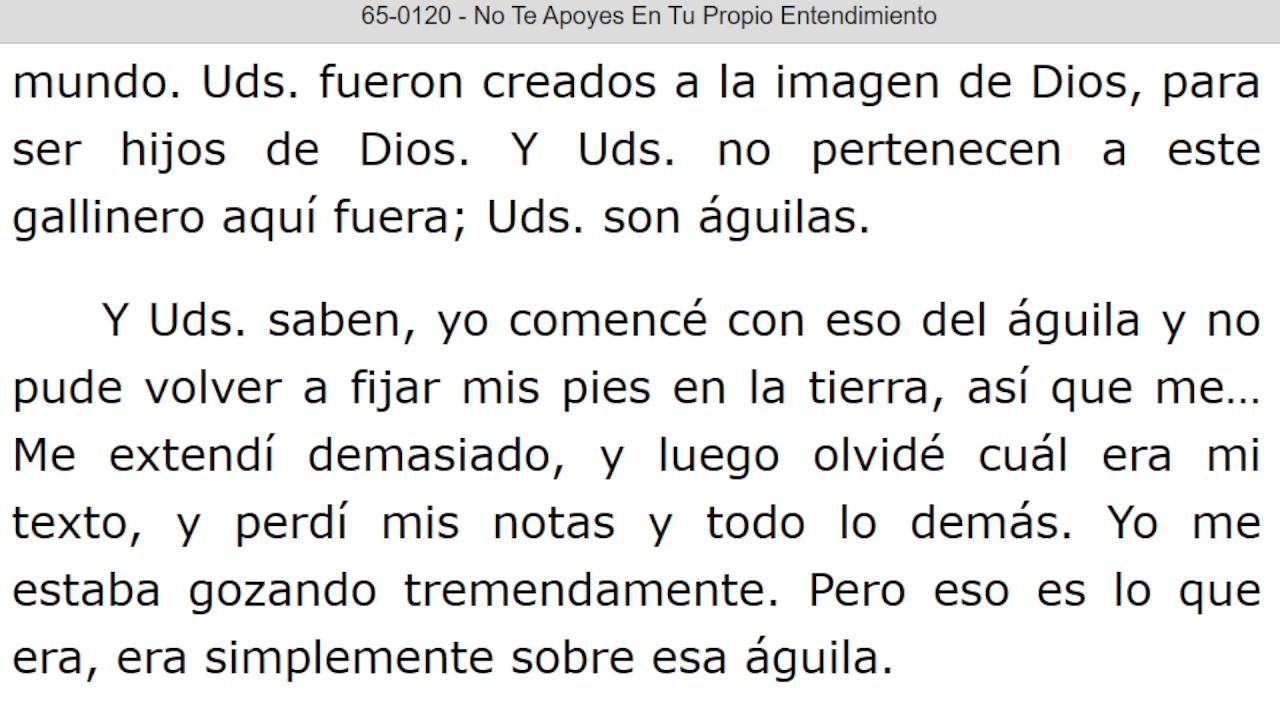 65-0120 - No Te Apoyes En Tu Propio Entendimiento
mundo. Uds. fueron creados a la imagen de Dios, para
ser hijos de Dios. Y Uds. no pertenecen a este
gallinero aquí fuera; Uds. son águilas.
Y Uds. saben, yo comencé con eso del águila y no
pude volver a fijar mis pies en la tierra, así que me...
Me extendí demasiado, y luego olvidé cuál era mi
texto, y perdí mis notas y todo lo demás. Yo me
estaba gozando tremendamente. Pero eso es lo que
era, era simplemente sobre esa águila.